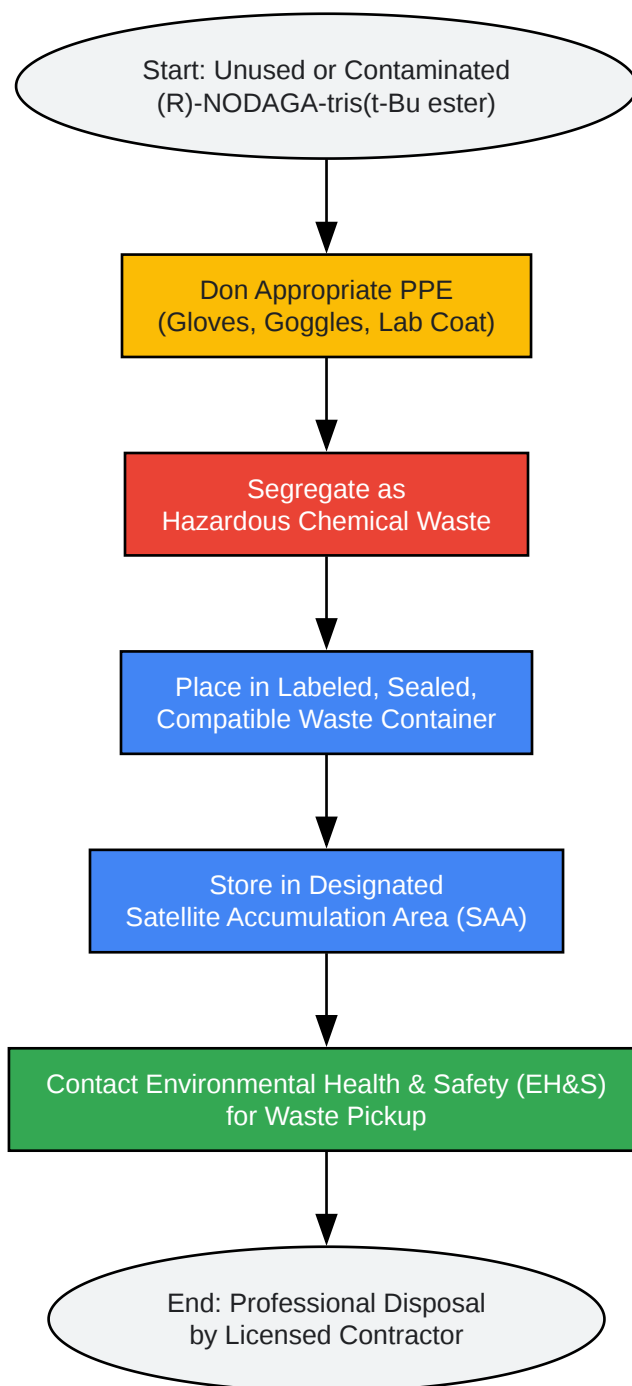 Start: Unused or Contaminated
(R)-NODAGA-tris(t-Bu ester)
Don Appropriate PPE
(Gloves, Goggles, Lab Coat)
Segregate as
Hazardous Chemical Waste
Place in Labeled, Sealed,
Compatible Waste Container
Store in Designated
Satellite Accumulation Area (SAA)
Contact Environmental Health & Safety (EH&S)
for Waste Pickup
End: Professional Disposal
by Licensed Contractor